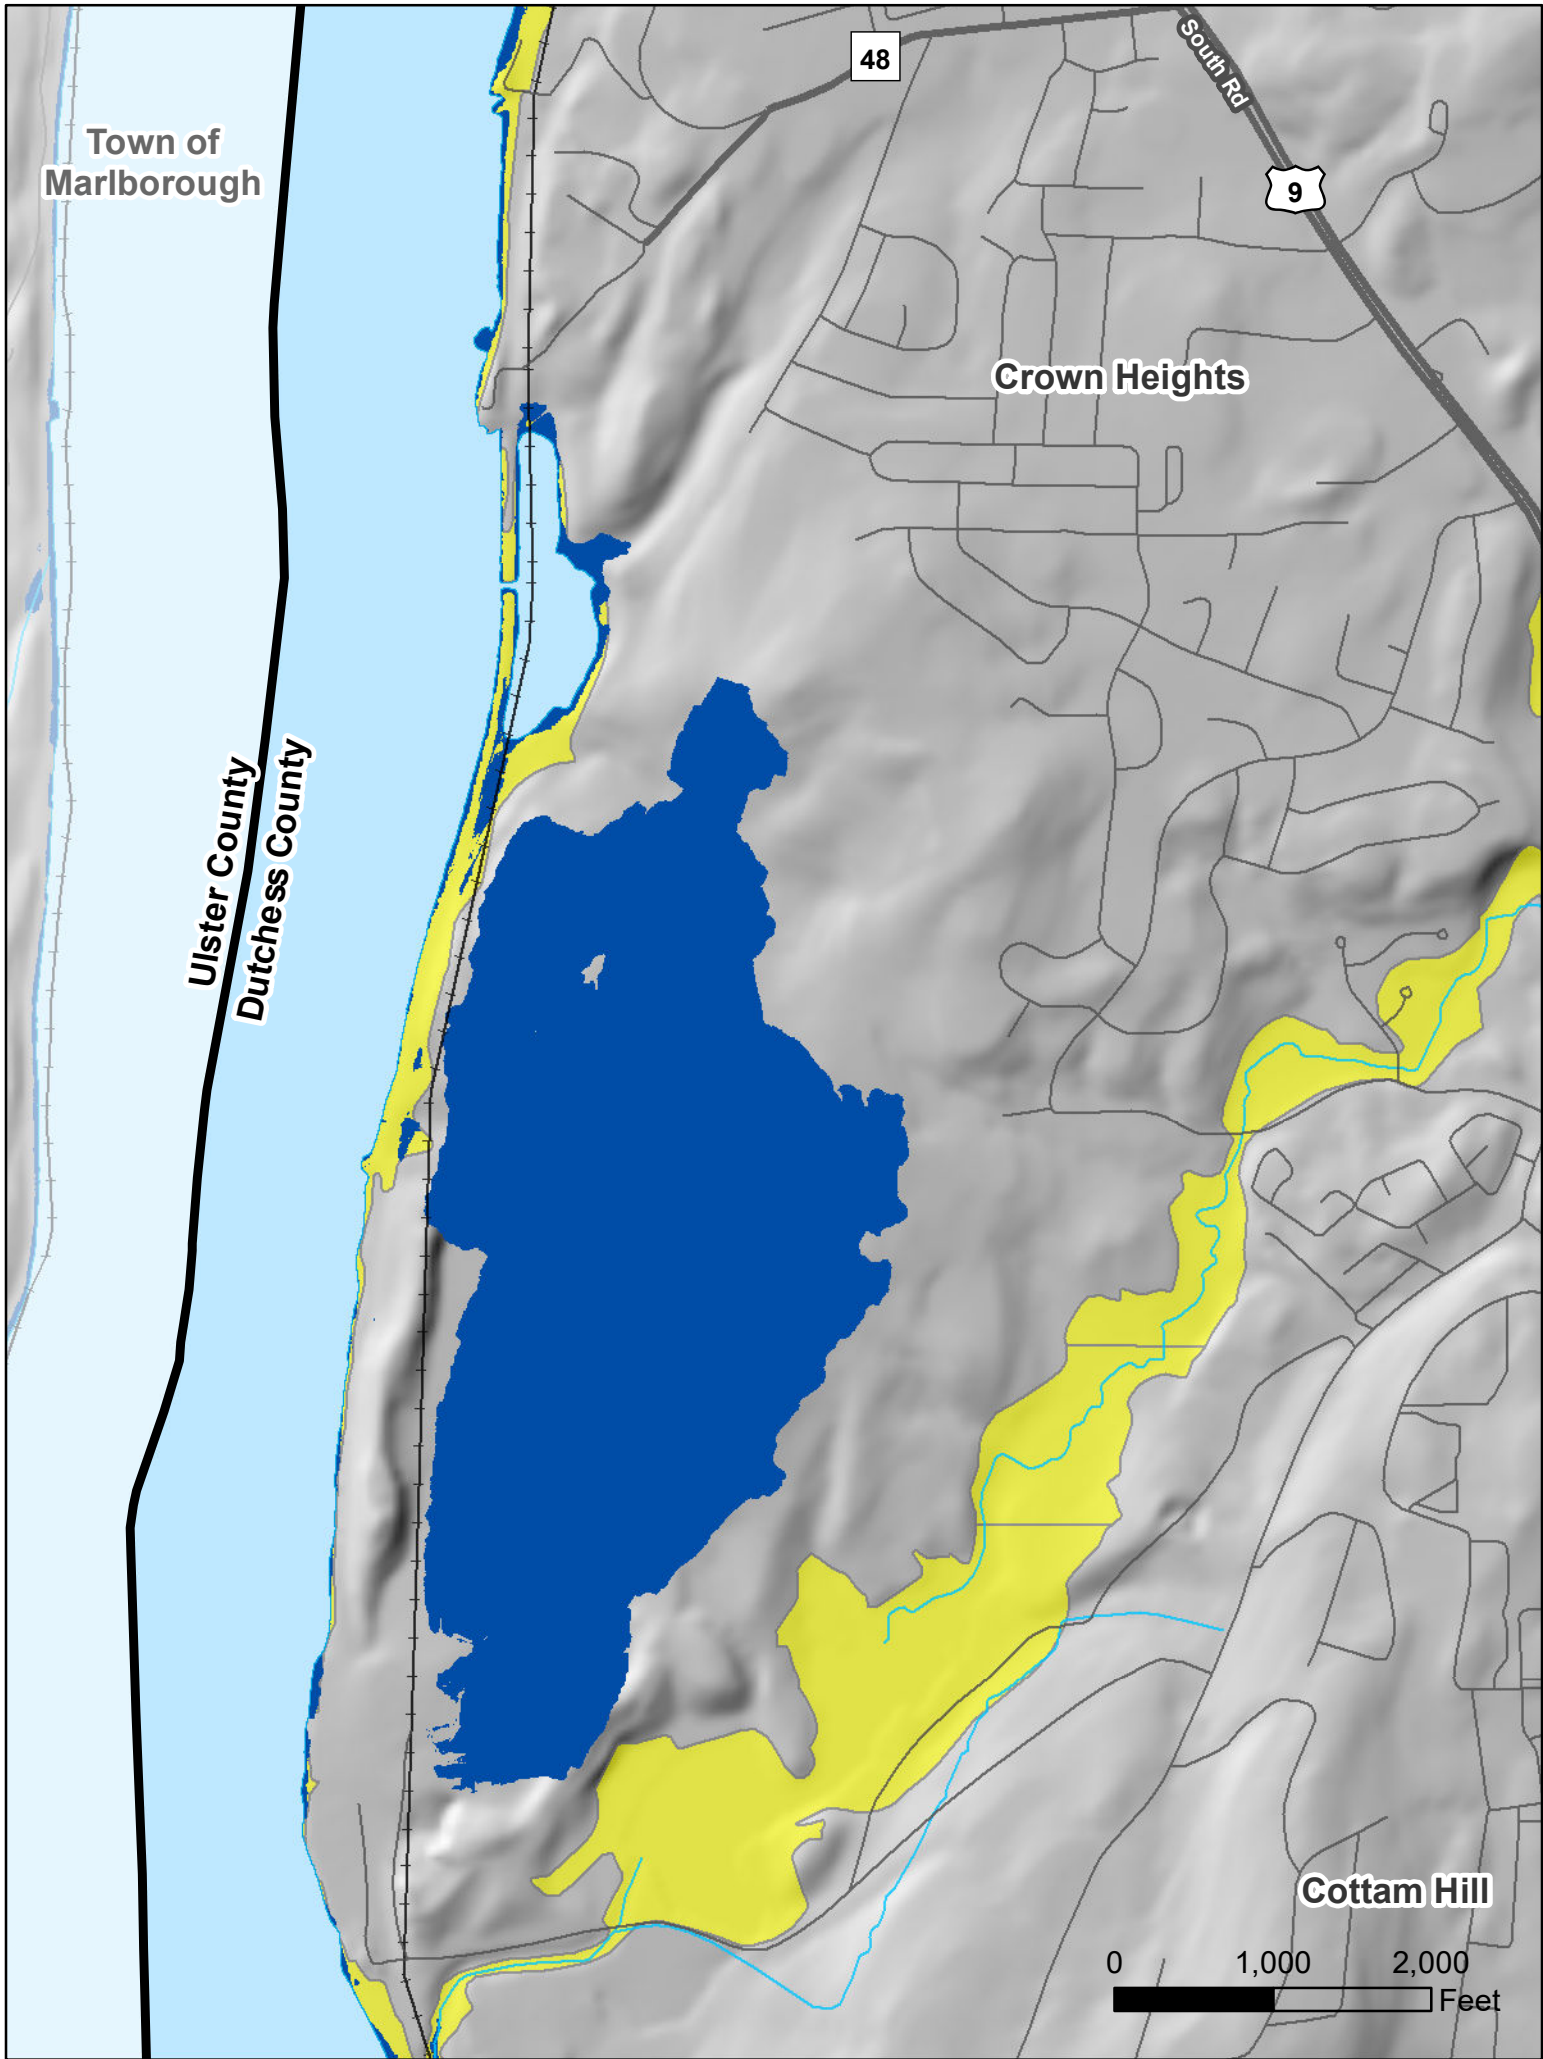 48
South Rd
Town of
Marlborough
9
Crown Heights
Ulster County
Dutchess County
Cottam Hill
0 1,000 2,000
Feet